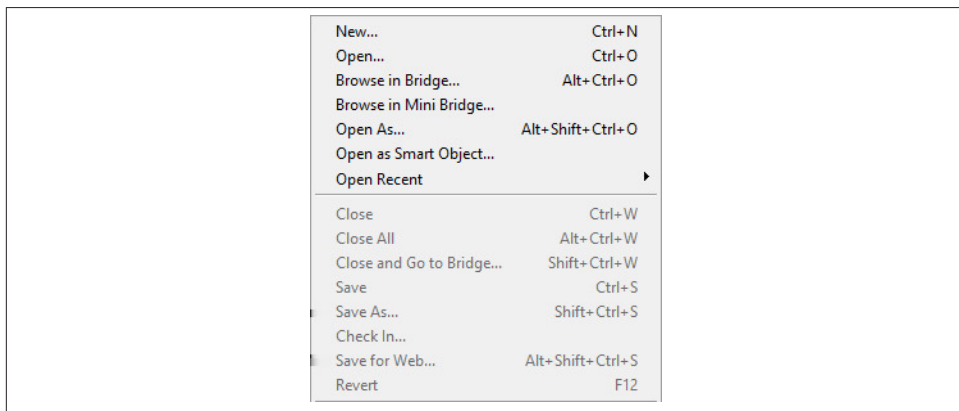 New... Ctrl+N
Open... Ctrl+O
Browse in Bridge... Alt+Ctrl+O
Browse in Mini Bridge...
Open As... Alt+Shift+Ctrl+O
Open as Smart Object...
Open Recent
Close Ctrl+W
Close All Alt+Ctrl+W
Close and Go to Bridge... Shift+Ctrl+W
Save Ctrl+S
Save As... Shift+Ctrl+S
Check In...
Save for Web... Alt+Shift+Ctrl+S
Revert F12